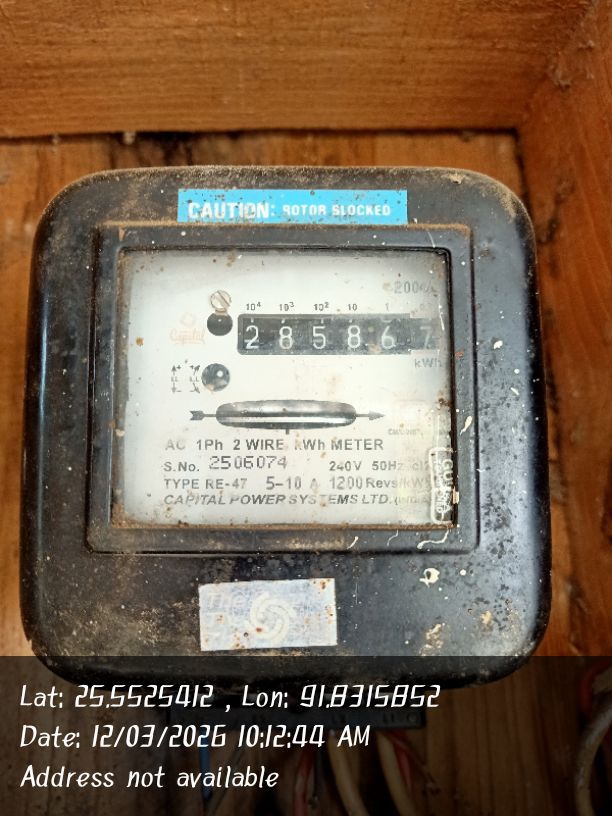 CAUTION: ROTOR BLOCKED
200
10⁴ 10³ 10² 10 1
Capital
2 8 5 8 6 7
kWh
AC 1Ph 2 WIRE kWh METER
S.No. 2506074 240V 50Hz
TYPE RE-47 5-10 A 1200 Revs/kWh
CAPITAL POWER SYSTEMS LTD.
Lat: 25.5525412 , Lon: 91.8315852
Date: 12/03/2026 10:12:44 AM
Address not available